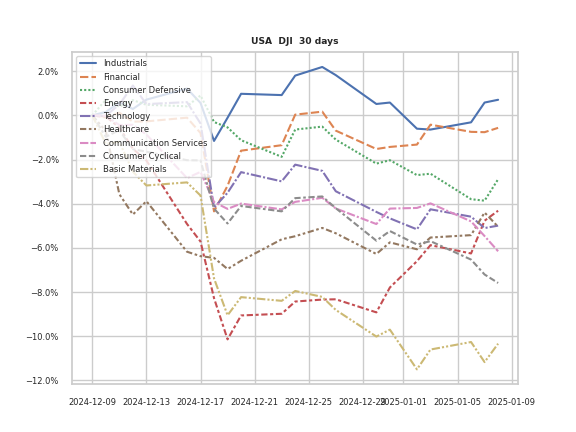 USA DJI 30 days
Industrials
Financial
Consumer Defensive
Energy
Technology
Healthcare
Communication Services
Consumer Cyclical
Basic Materials
2.0%
0.0%
−2.0%
−4.0%
−6.0%
−8.0%
−10.0%
−12.0%
2024-12-09 2024-12-13 2024-12-17 2024-12-21 2024-12-25 2024-12-29 2025-01-01 2025-01-05 2025-01-09